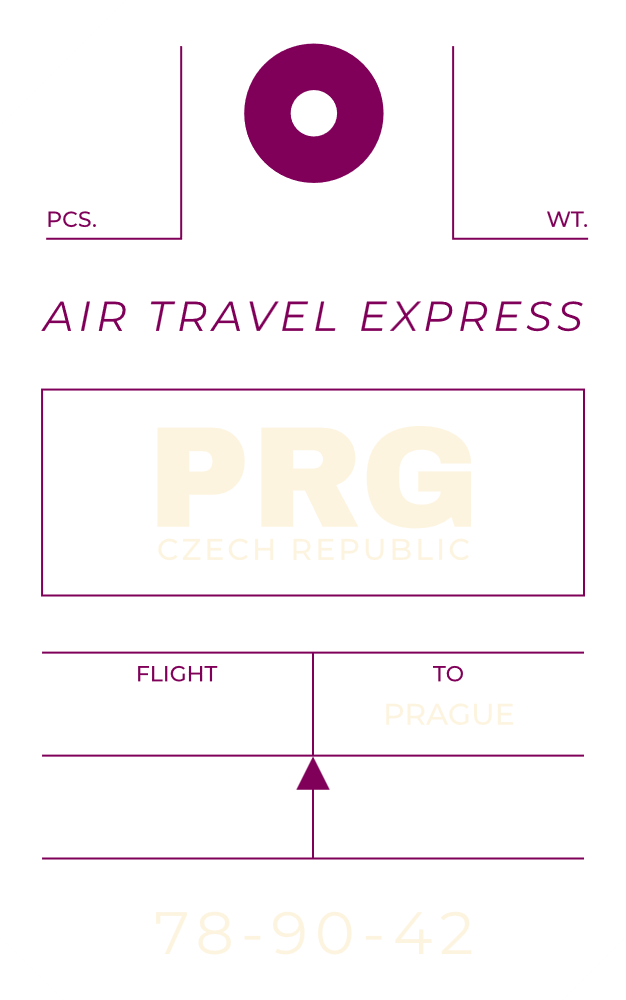 PCS.
WT.
AIR TRAVEL EXPRESS
PRG
CZECH REPUBLIC
FLIGHT
TO
PRAGUE
78-90-42